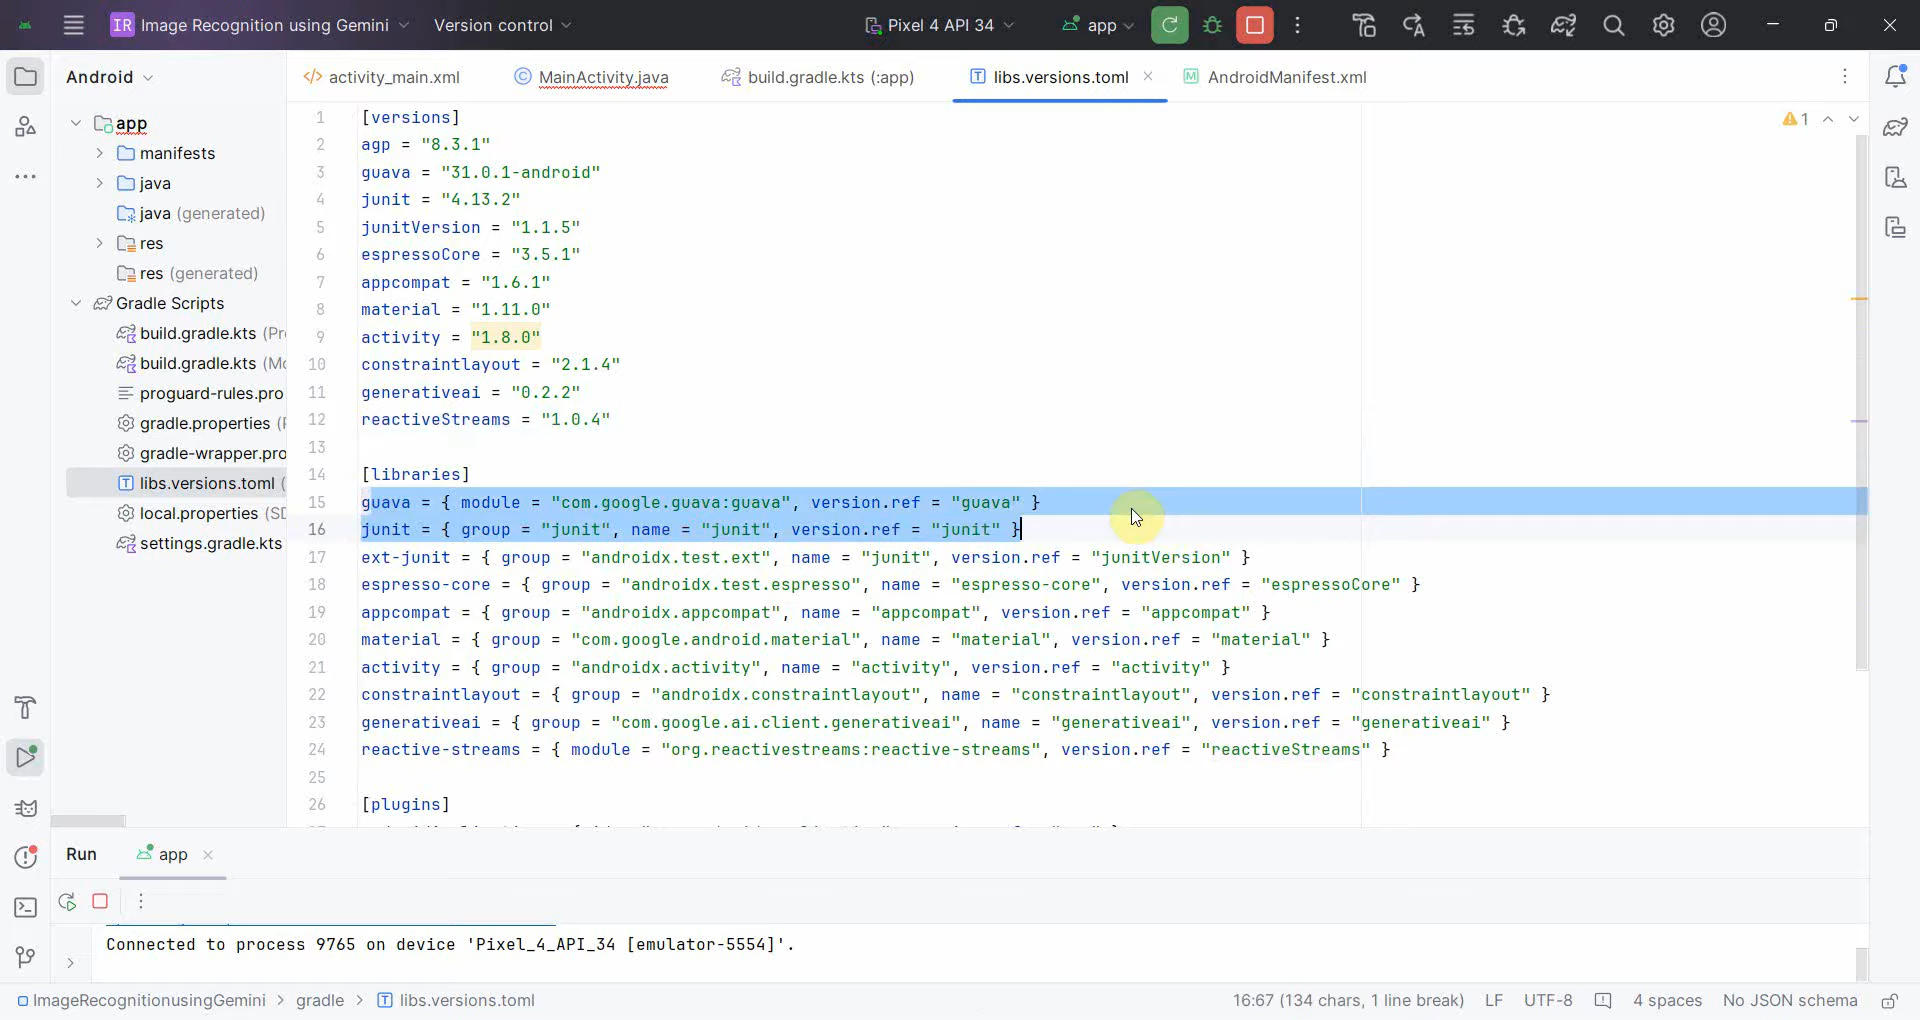 IR Image Recognition using Gemini Version control Pixel 4 API 34 app
Android
activity_main.xml MainActivity.java build.gradle.kts (:app) libs.versions.toml AndroidManifest.xml
app
manifests
java
java (generated)
res
res (generated)
Gradle Scripts
build.gradle.kts (Pr
build.gradle.kts (Mo
proguard-rules.pro
gradle.properties (P
gradle-wrapper.pro
libs.versions.toml (
local.properties (SD
settings.gradle.kts
1 [versions]
2 agp = "8.3.1"
3 guava = "31.0.1-android"
4 junit = "4.13.2"
5 junitVersion = "1.1.5"
6 espressoCore = "3.5.1"
7 appcompat = "1.6.1"
8 material = "1.11.0"
9 activity = "1.8.0"
10 constraintlayout = "2.1.4"
11 generativeai = "0.2.2"
12 reactiveStreams = "1.0.4"
13
14 [libraries]
15 guava = { module = "com.google.guava:guava", version.ref = "guava" }
16 junit = { group = "junit", name = "junit", version.ref = "junit" }
17 ext-junit = { group = "androidx.test.ext", name = "junit", version.ref = "junitVersion" }
18 espresso-core = { group = "androidx.test.espresso", name = "espresso-core", version.ref = "espressoCore" }
19 appcompat = { group = "androidx.appcompat", name = "appcompat", version.ref = "appcompat" }
20 material = { group = "com.google.android.material", name = "material", version.ref = "material" }
21 activity = { group = "androidx.activity", name = "activity", version.ref = "activity" }
22 constraintlayout = { group = "androidx.constraintlayout", name = "constraintlayout", version.ref = "constraintlayout" }
23 generativeai = { group = "com.google.ai.client.generativeai", name = "generativeai", version.ref = "generativeai" }
24 reactive-streams = { module = "org.reactivestreams:reactive-streams", version.ref = "reactiveStreams" }
25
26 [plugins]
1
Run app
Connected to process 9765 on device 'Pixel_4_API_34 [emulator-5554]'.
ImageRecognitionusingGemini > gradle > libs.versions.toml 16:67 (134 chars, 1 line break) LF UTF-8 4 spaces No JSON schema